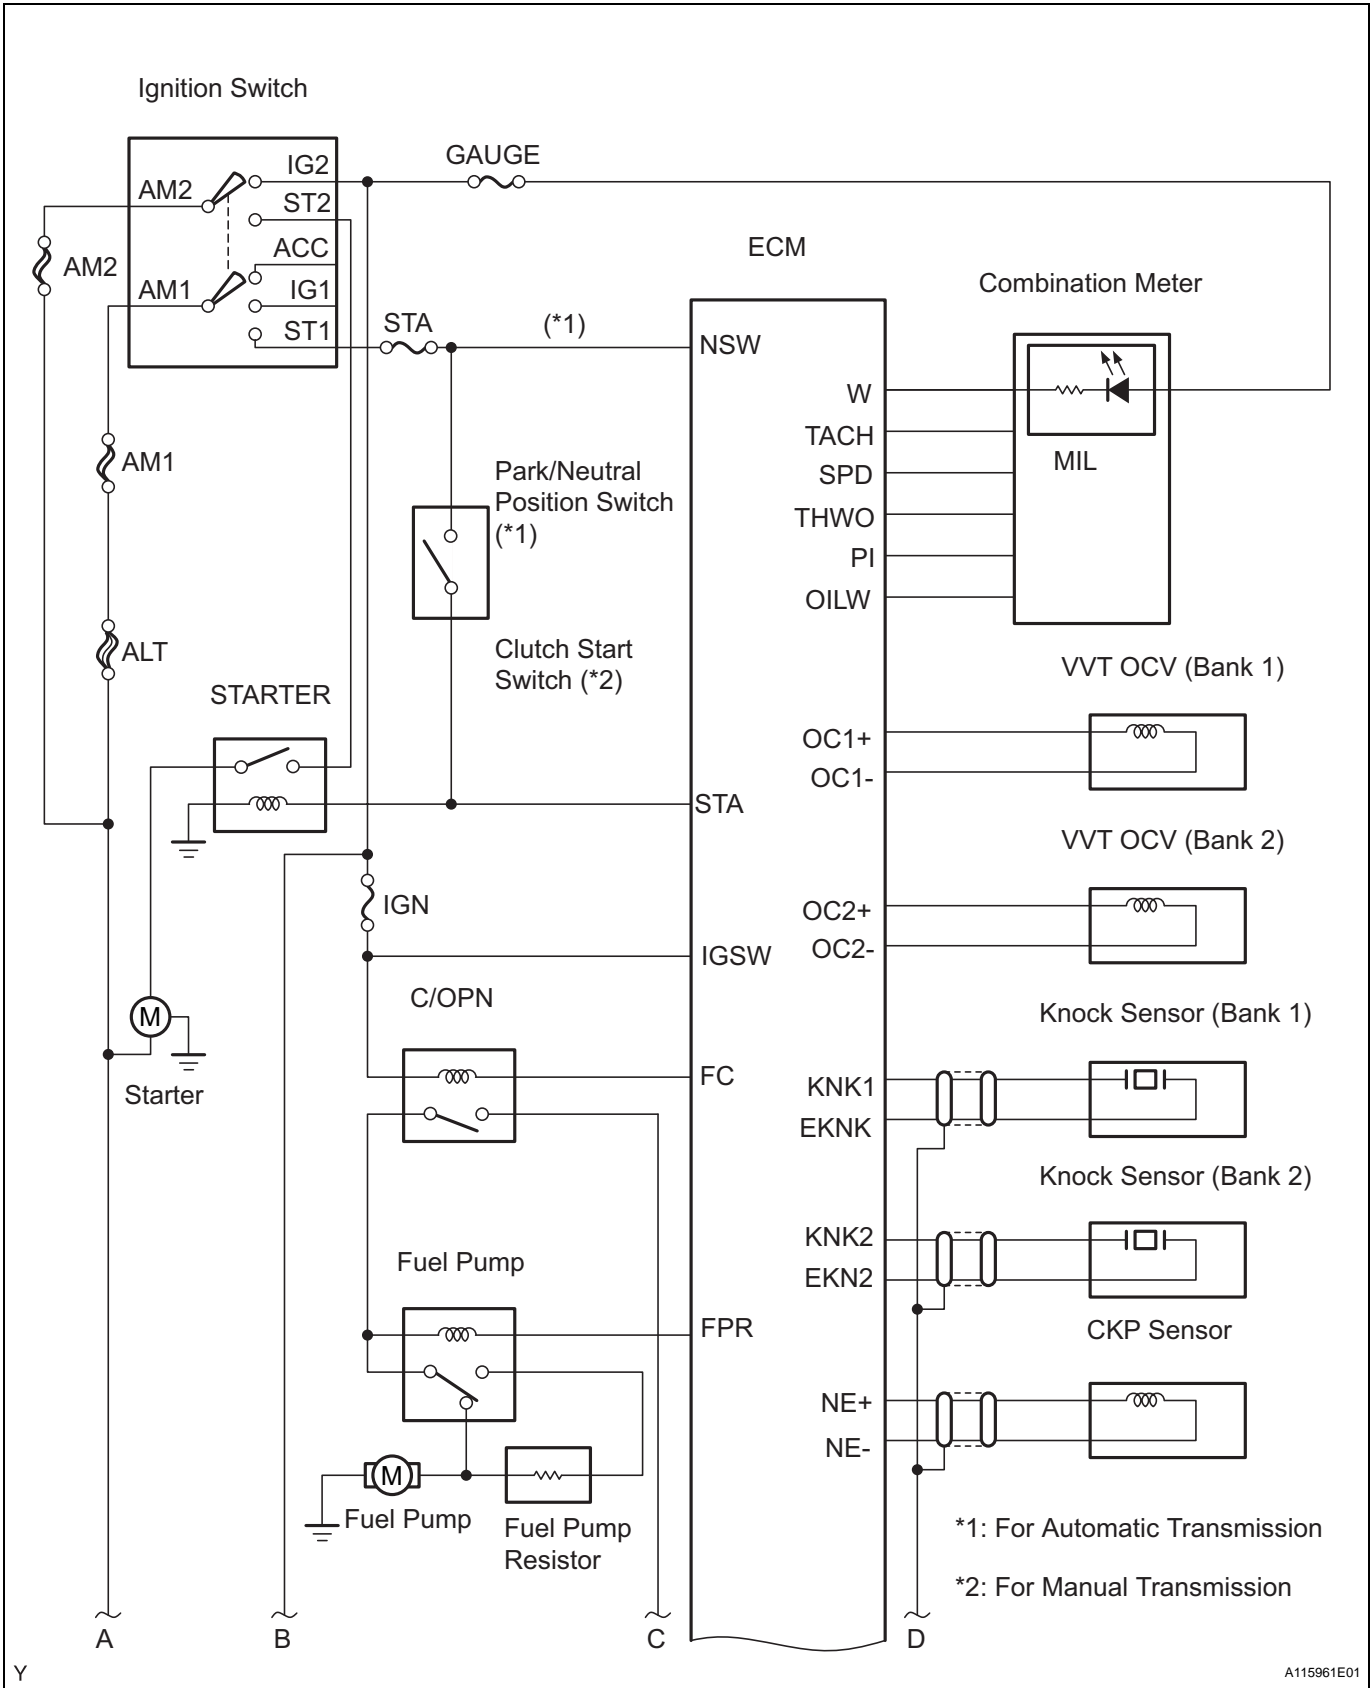 Ignition Switch
IG2
GAUGE
AM2
ST2
ACC
ECM
AM2
AM1
IG1
Combination Meter
ST1
STA
(*1)
NSW
W
TACH
MIL
AM1
Park/Neutral
Position Switch
(*1)
SPD
THWO
PI
OILW
ALT
Clutch Start
Switch (*2)
VVT OCV (Bank 1)
STARTER
OC1+
OC1-
STA
VVT OCV (Bank 2)
IGN
OC2+
OC2-
IGSW
C/OPN
M
Starter
Knock Sensor (Bank 1)
FC
KNK1
EKNK
Knock Sensor (Bank 2)
KNK2
EKN2
Fuel Pump
FPR
CKP Sensor
NE+
NE-
M
Fuel Pump
Fuel Pump
Resistor
*1: For Automatic Transmission
*2: For Manual Transmission
A
B
C
D
Y
A115961E01